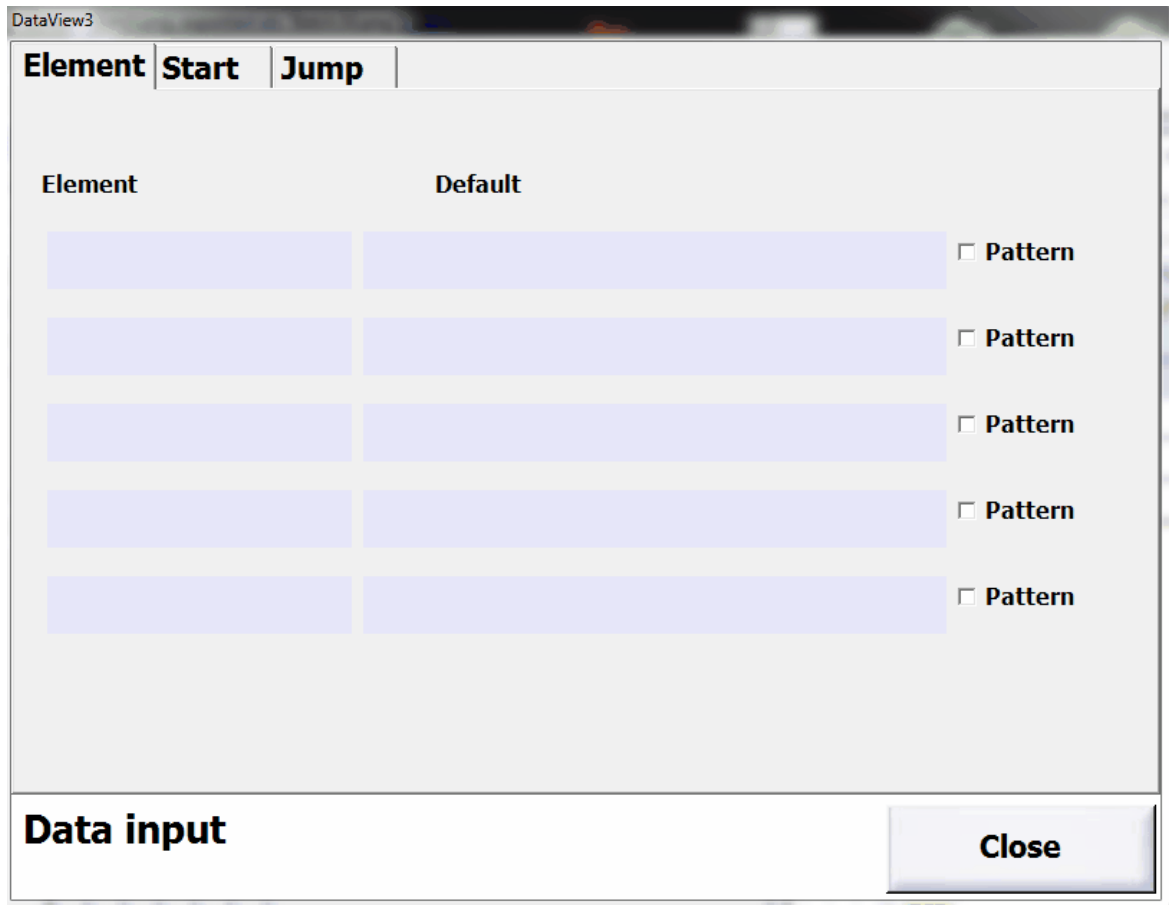 DataView3
Element Start Jump
Element Default
Pattern
Pattern
Pattern
Pattern
Pattern
Data input
Close